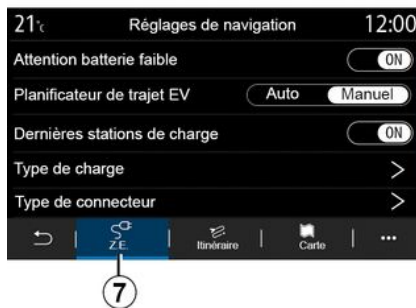 21°c Réglages de navigation 12:00
Attention batterie faible ON
Planificateur de trajet EV Auto Manuel
Dernières stations de charge ON
Type de charge >
Type de connecteur >
Z.E. Itinéraire Carte ...
7